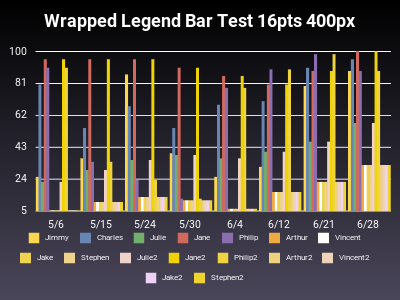 Wrapped Legend Bar Test 16pts 400px
100
81
62
43
24
5
5/6 5/15 5/24 5/30 6/4 6/12 6/21 6/28
Jimmy Charles Julie Jane Philip Arthur Vincent
Jake Stephen Julie2 Jane2 Philip2 Arthur2 Vincent2
Jake2 Stephen2